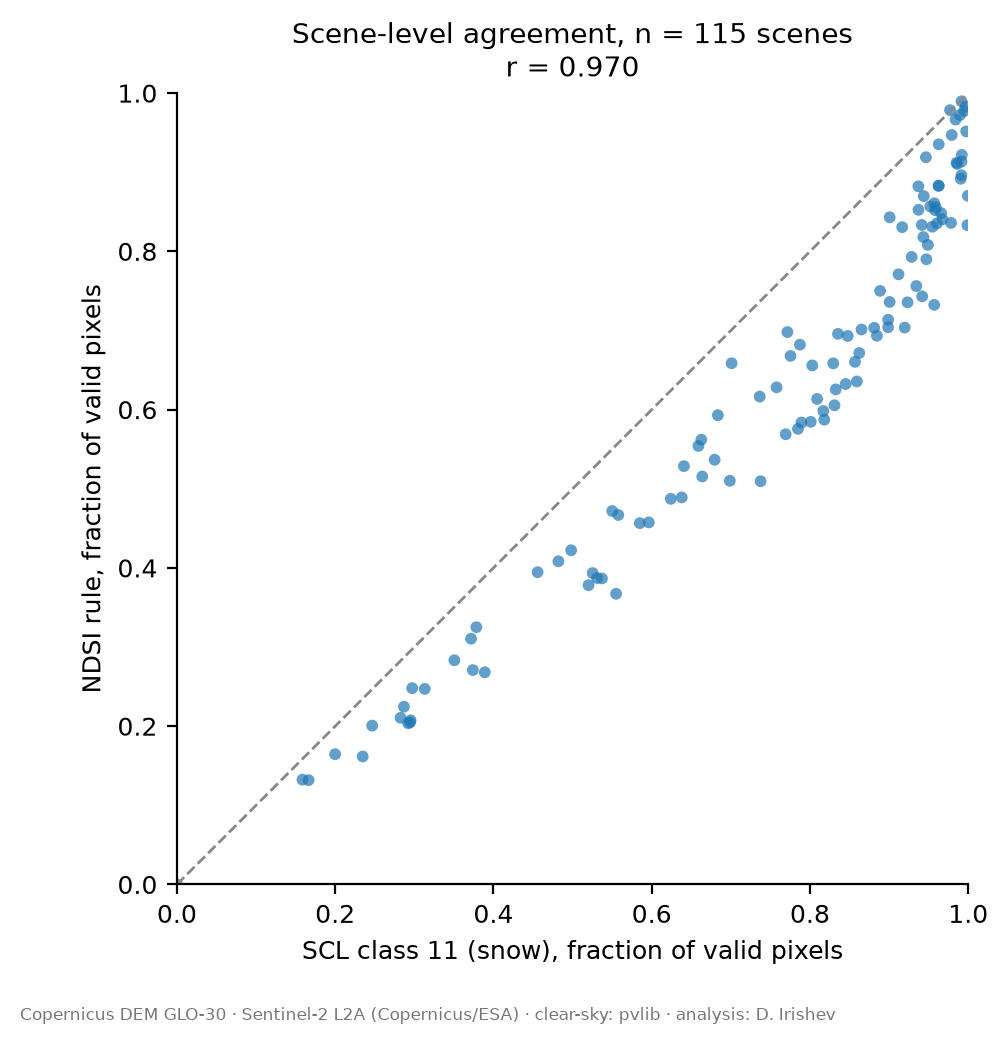 Scene-level agreement, n = 115 scenes
r = 0.970
NDSI rule, fraction of valid pixels
1.0
0.8
0.6
0.4
0.2
0.0
0.0 0.2 0.4 0.6 0.8 1.0
SCL class 11 (snow), fraction of valid pixels
Copernicus DEM GLO-30 · Sentinel-2 L2A (Copernicus/ESA) · clear-sky: pvlib · analysis: D. Irishev